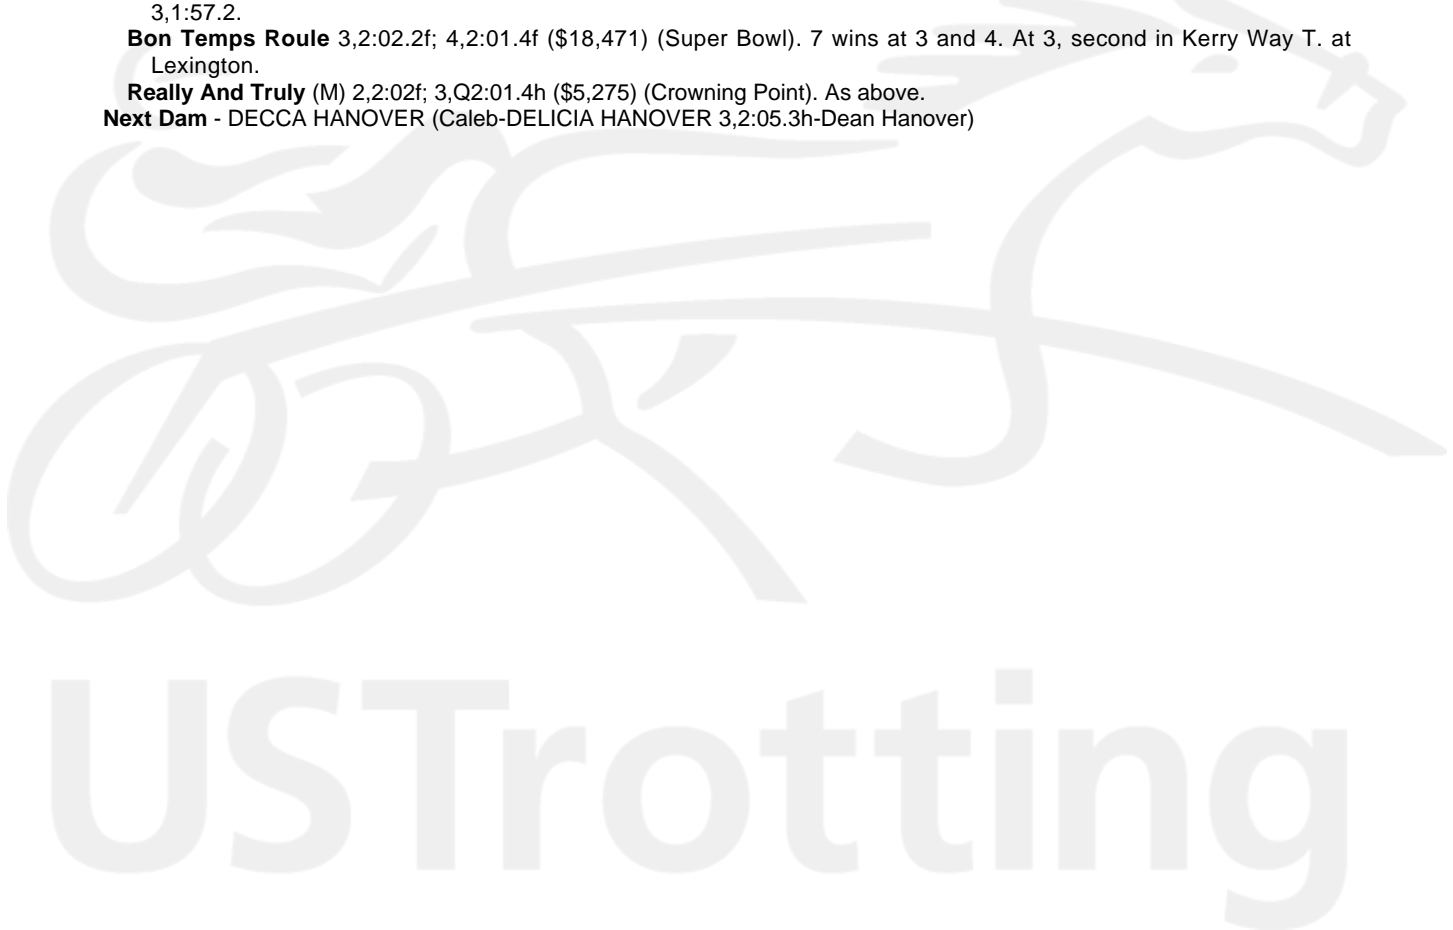 3,1:57.2.
Bon Temps Roule 3,2:02.2f; 4,2:01.4f ($18,471) (Super Bowl). 7 wins at 3 and 4. At 3, second in Kerry Way T. at
Lexington.
Really And Truly (M) 2,2:02f; 3,Q2:01.4h ($5,275) (Crowning Point). As above.
Next Dam - DECCA HANOVER (Caleb-DELICIA HANOVER 3,2:05.3h-Dean Hanover)
USTrotting